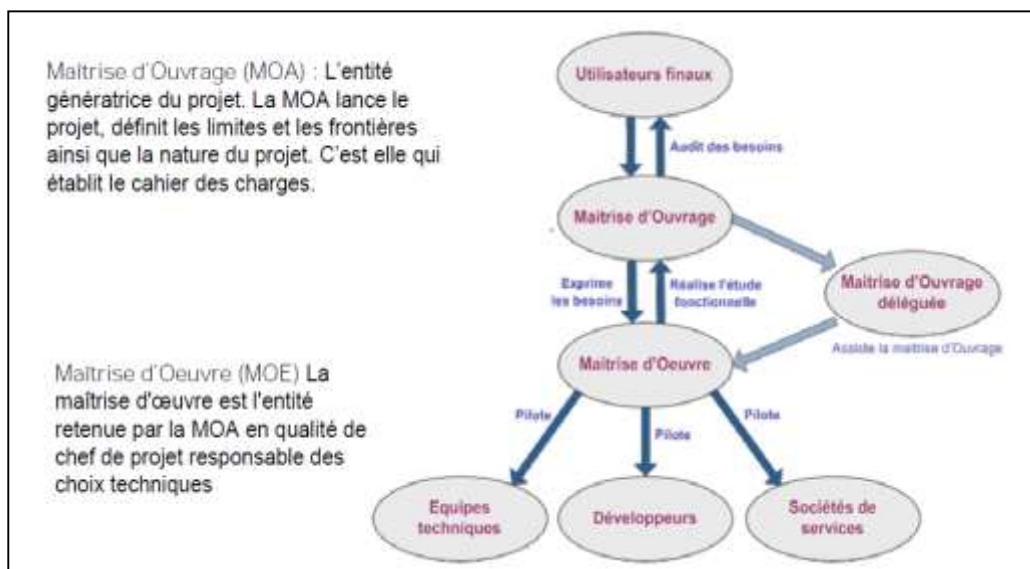 Maîtrise d'Ouvrage (MOA) : L'entité
génératrice du projet. La MOA lance le
projet, définit les limites et les frontières
ainsi que la nature du projet. C'est elle qui
établit le cahier des charges.
Maîtrise d'Oeuvre (MOE) La
maîtrise d'œuvre est l'entité
retenue par la MOA en qualité de
chef de projet responsable des
choix techniques
Utilisateurs finaux
Audit des besoins
Maitrise d'Ouvrage
Exprime
les besoins
Réalise l'étude
fonctionnelle
Maitrise d'Ouvrage
déléguée
Assiste la maitrise d'Ouvrage
Maitrise d'Oeuvre
Pilote
Pilote
Pilote
Equipes
techniques
Développeurs
Sociétés de
services